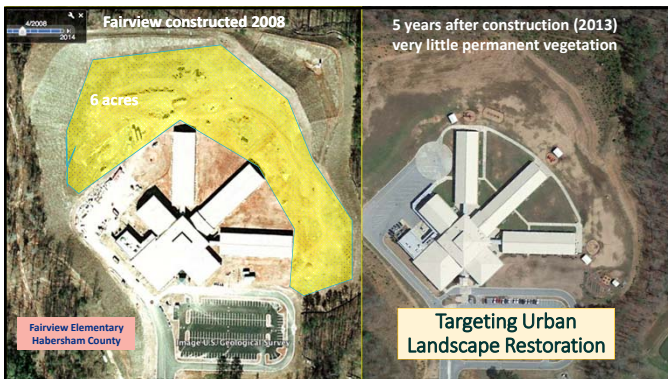 4/2008
2014
Fairview constructed 2008
6 acres
Fairview Elementary
Habersham County
Image U.S. Geological Survey
5 years after construction (2013)
very little permanent vegetation
Targeting Urban
Landscape Restoration